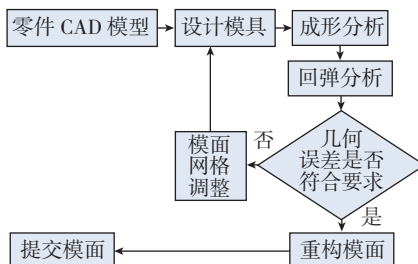 零件 CAD 模型
设计模具
成形分析
回弹分析
几何
误差是否
符合要求
否
模面
网格
调整
是
重构模面
提交模面